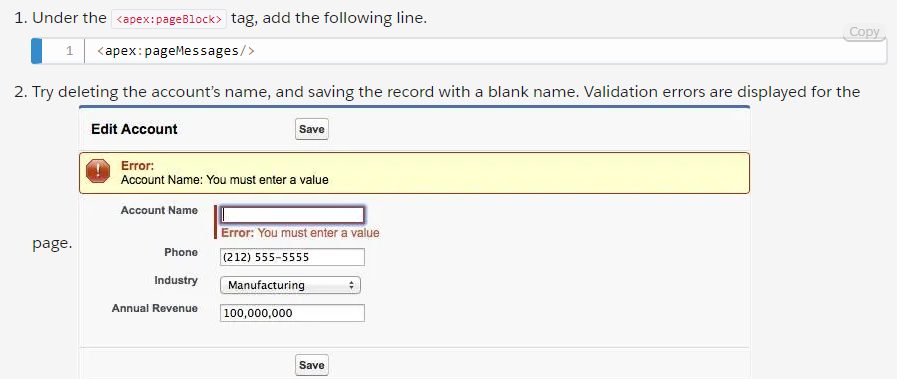 1. Under the <apex:pageBlock> tag, add the following line.
Copy
1 <apex:pageMessages/>
2. Try deleting the account's name, and saving the record with a blank name. Validation errors are displayed for the
Edit Account Save
Error:
Account Name: You must enter a value
Account Name
Error: You must enter a value
page.
Phone (212) 555-5555
Industry Manufacturing
Annual Revenue 100,000,000
Save